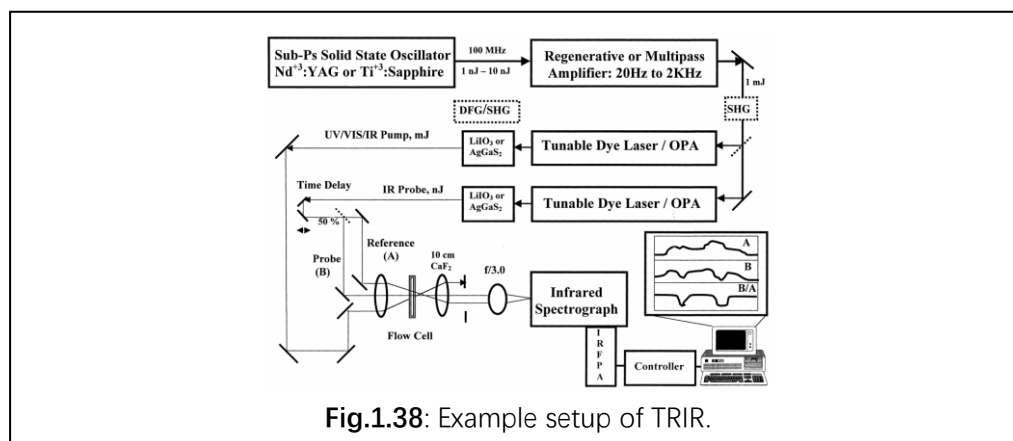 Sub-Ps Solid State Oscillator
Nd+3:YAG or Ti+3:Sapphire
100 MHz
1 nJ – 10 nJ
Regenerative or Multipass
Amplifier: 20Hz to 2KHz
1 mJ
SHG
DFG/SHG
UV/VIS/IR Pump, mJ
LiIO3 or
AgGaS2
Tunable Dye Laser / OPA
Time Delay
IR Probe, nJ
LiIO3 or
AgGaS2
Tunable Dye Laser / OPA
50 %
Reference
(A)
Probe
(B)
10 cm
CaF2
f/3.0
Flow Cell
Infrared
Spectrograph
I
R
F
P
A
Controller
A
B
B/A
Fig.1.38: Example setup of TRIR.